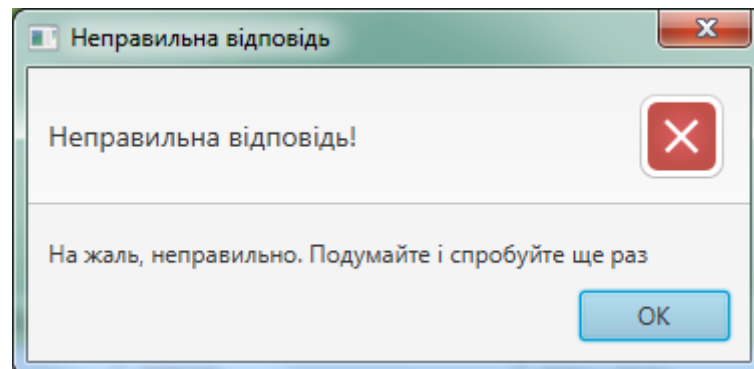 Неправильна відповідь
Неправильна відповідь!
На жаль, неправильно. Подумайте і спробуйте ще раз
OK